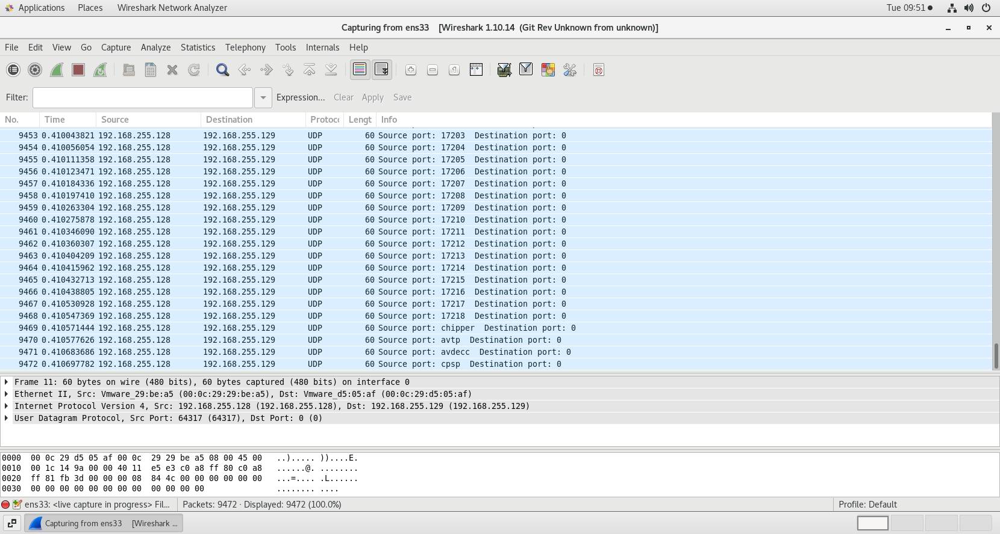 Applications Places Wireshark Network Analyzer Tue 09:51
Capturing from ens33 [Wireshark 1.10.14 (Git Rev Unknown from unknown)]
File Edit View Go Capture Analyze Statistics Telephony Tools Internals Help
Filter: Expression... Clear Apply Save
No. Time Source Destination Protoc Lengt Info
9453 0.410043821 192.168.255.128 192.168.255.129 UDP 60 Source port: 17203 Destination port: 0
9454 0.410056054 192.168.255.128 192.168.255.129 UDP 60 Source port: 17204 Destination port: 0
9455 0.410111358 192.168.255.128 192.168.255.129 UDP 60 Source port: 17205 Destination port: 0
9456 0.410123471 192.168.255.128 192.168.255.129 UDP 60 Source port: 17206 Destination port: 0
9457 0.410184336 192.168.255.128 192.168.255.129 UDP 60 Source port: 17207 Destination port: 0
9458 0.410197410 192.168.255.128 192.168.255.129 UDP 60 Source port: 17208 Destination port: 0
9459 0.410263304 192.168.255.128 192.168.255.129 UDP 60 Source port: 17209 Destination port: 0
9460 0.410275878 192.168.255.128 192.168.255.129 UDP 60 Source port: 17210 Destination port: 0
9461 0.410346090 192.168.255.128 192.168.255.129 UDP 60 Source port: 17211 Destination port: 0
9462 0.410360307 192.168.255.128 192.168.255.129 UDP 60 Source port: 17212 Destination port: 0
9463 0.410404209 192.168.255.128 192.168.255.129 UDP 60 Source port: 17213 Destination port: 0
9464 0.410415962 192.168.255.128 192.168.255.129 UDP 60 Source port: 17214 Destination port: 0
9465 0.410432713 192.168.255.128 192.168.255.129 UDP 60 Source port: 17215 Destination port: 0
9466 0.410438805 192.168.255.128 192.168.255.129 UDP 60 Source port: 17216 Destination port: 0
9467 0.410530928 192.168.255.128 192.168.255.129 UDP 60 Source port: 17217 Destination port: 0
9468 0.410547369 192.168.255.128 192.168.255.129 UDP 60 Source port: 17218 Destination port: 0
9469 0.410571444 192.168.255.128 192.168.255.129 UDP 60 Source port: chipper Destination port: 0
9470 0.410577626 192.168.255.128 192.168.255.129 UDP 60 Source port: avtp Destination port: 0
9471 0.410683686 192.168.255.128 192.168.255.129 UDP 60 Source port: avdecc Destination port: 0
9472 0.410697782 192.168.255.128 192.168.255.129 UDP 60 Source port: cpsp Destination port: 0
Frame 11: 60 bytes on wire (480 bits), 60 bytes captured (480 bits) on interface 0
Ethernet II, Src: Vmware_29:be:a5 (00:0c:29:29:be:a5), Dst: Vmware_d5:05:af (00:0c:29:d5:05:af)
Internet Protocol Version 4, Src: 192.168.255.128 (192.168.255.128), Dst: 192.168.255.129 (192.168.255.129)
User Datagram Protocol, Src Port: 64317 (64317), Dst Port: 0 (0)
0000 00 0c 29 d5 05 af 00 0c 29 29 be a5 08 00 45 00 ..)..... ))....E.
0010 00 1c 14 9a 00 00 40 11 e5 e3 c0 a8 ff 80 c0 a8 ......@. ........
0020 ff 81 fb 3d 00 00 00 08 84 4c 00 00 00 00 00 00 ...=.... .L......
0030 00 00 00 00 00 00 00 00 00 00 00 00 ........ ....
ens33: <live capture in progress> Fil... Packets: 9472 · Displayed: 9472 (100.0%) Profile: Default
Capturing from ens33 [Wireshark ...